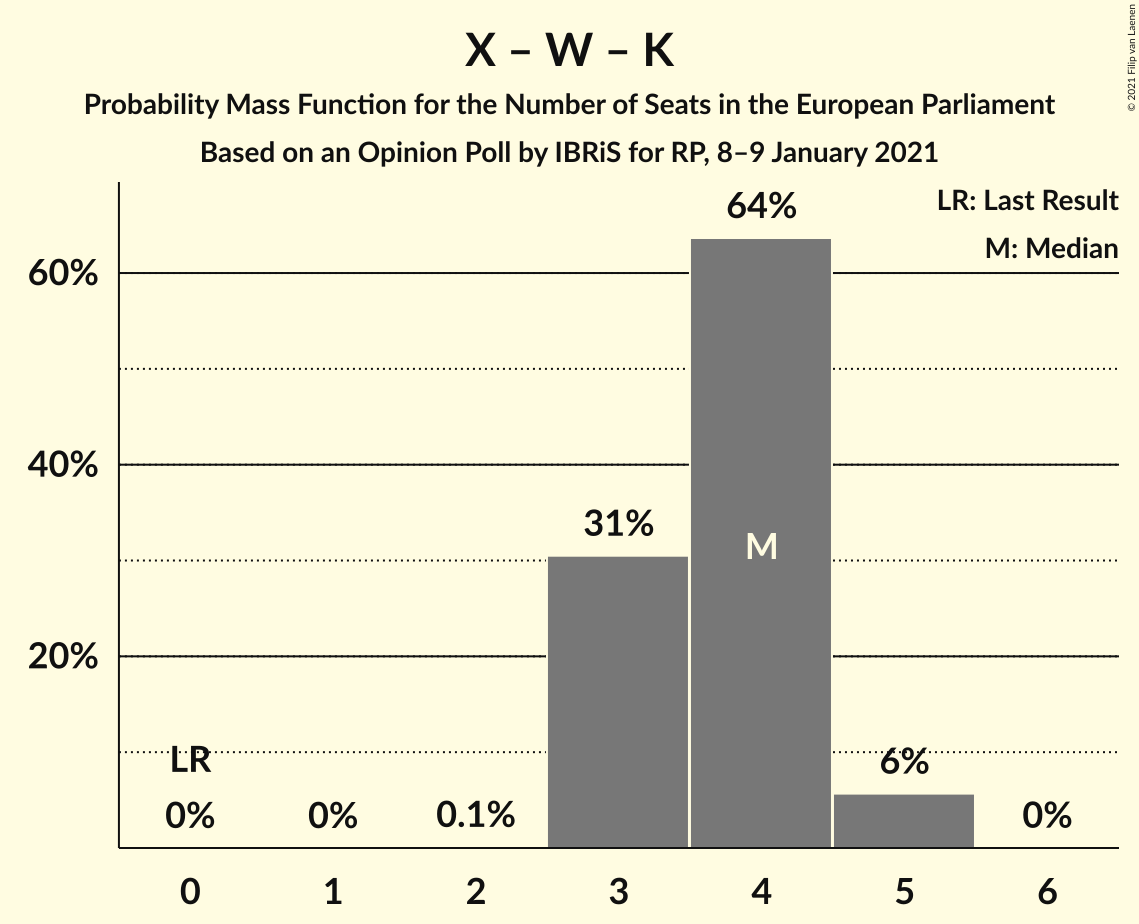 X – W – K
Probability Mass Function for the Number of Seats in the European Parliament
Based on an Opinion Poll by IBRiS for RP, 8–9 January 2021
© 2021 Filip van Laenen
LR: Last Result
M: Median
64%
60%
40%
31%
M
20%
LR
6%
0%
0%
0.1%
0%
0
1
2
3
4
5
6